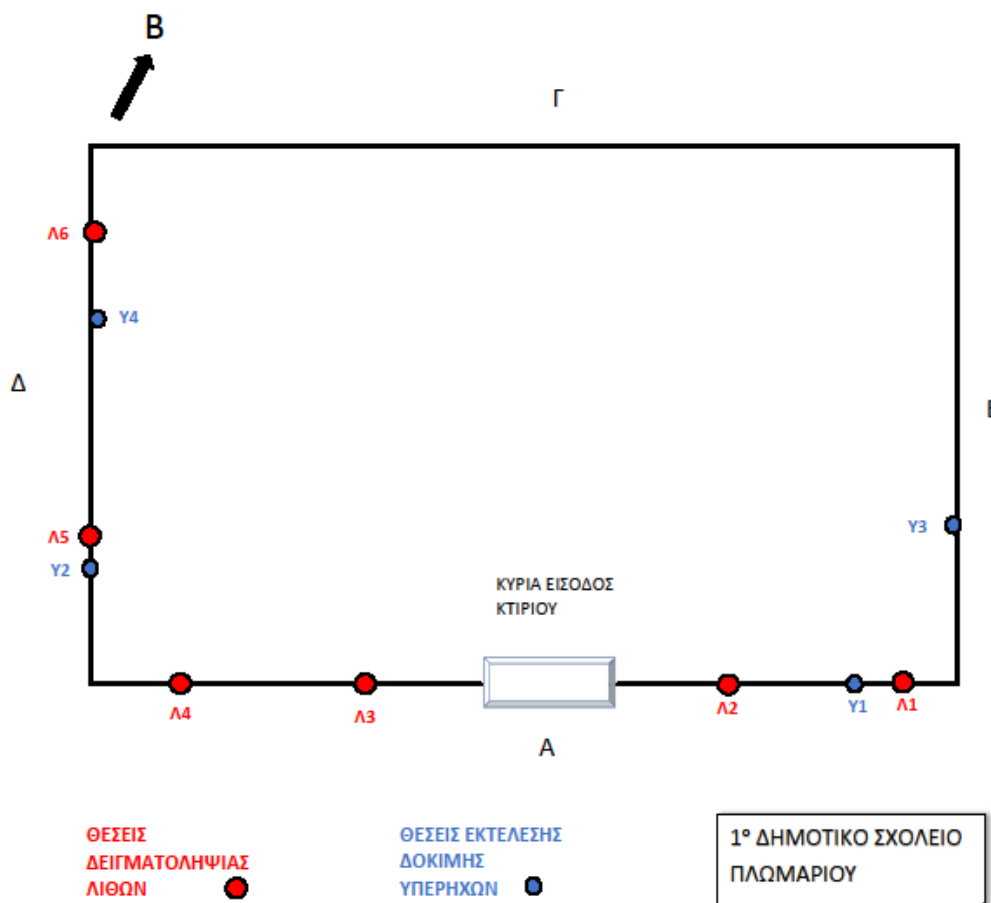 Β
Γ
Λ6
Υ4
Δ
Λ5
Υ2
Υ3
ΚΥΡΙΑ ΕΙΣΟΔΟΣ
ΚΤΙΡΙΟΥ
Λ4
Λ3
Λ2
Υ1
Λ1
Α
ΘΕΣΕΙΣ
ΔΕΙΓΜΑΤΟΛΗΨΙΑΣ
ΛΙΘΩΝ
ΘΕΣΕΙΣ ΕΚΤΕΛΕΣΗΣ
ΔΟΚΙΜΗΣ
ΥΠΕΡΗΧΩΝ
1° ΔΗΜΟΤΙΚΟ ΣΧΟΛΕΙΟ
ΠΛΩΜΑΡΙΟΥ